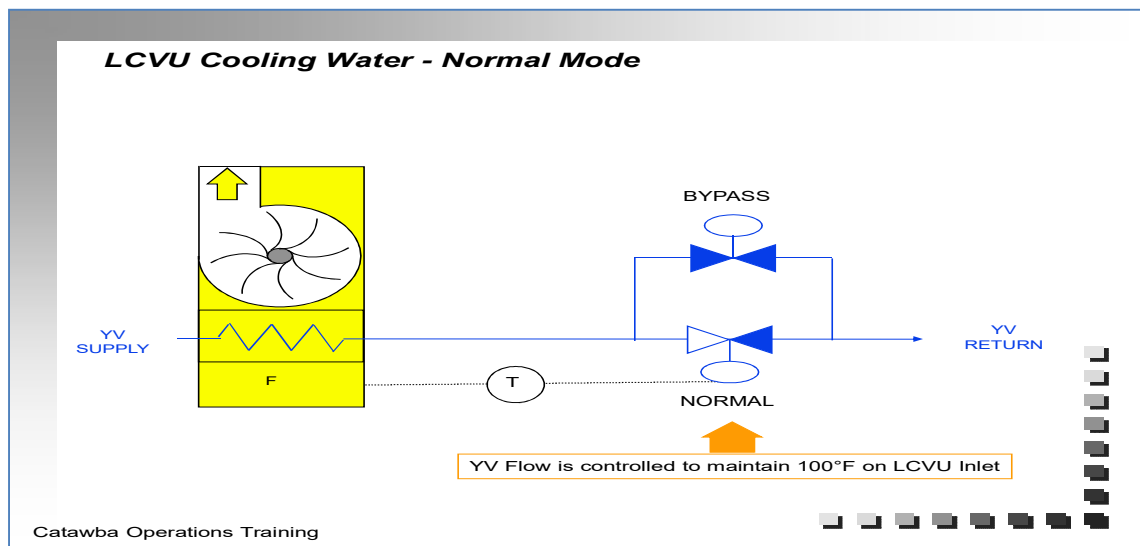 LCVU Cooling Water - Normal Mode
BYPASS
YV
SUPPLY
YV
RETURN
F
T
NORMAL
YV Flow is controlled to maintain 100°F on LCVU Inlet
Catawba Operations Training